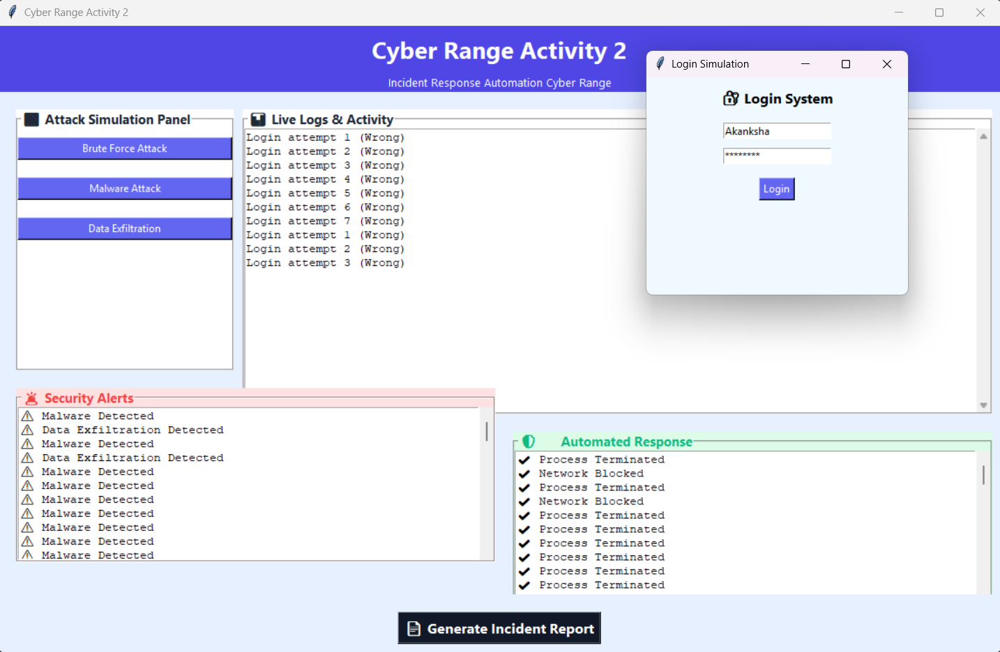 Cyber Range Activity 2
Cyber Range Activity 2
Incident Response Automation Cyber Range
Login Simulation
Login System
Akanksha
********
Login
Attack Simulation Panel
Brute Force Attack
Malware Attack
Data Exfiltration
Live Logs & Activity
Login attempt 1 (Wrong)
Login attempt 2 (Wrong)
Login attempt 3 (Wrong)
Login attempt 4 (Wrong)
Login attempt 5 (Wrong)
Login attempt 6 (Wrong)
Login attempt 7 (Wrong)
Login attempt 1 (Wrong)
Login attempt 2 (Wrong)
Login attempt 3 (Wrong)
Security Alerts
⚠ Malware Detected
⚠ Data Exfiltration Detected
⚠ Malware Detected
⚠ Data Exfiltration Detected
⚠ Malware Detected
⚠ Malware Detected
⚠ Malware Detected
⚠ Malware Detected
⚠ Malware Detected
⚠ Malware Detected
⚠ Malware Detected
Automated Response
✔ Process Terminated
✔ Network Blocked
✔ Process Terminated
✔ Network Blocked
✔ Process Terminated
✔ Process Terminated
✔ Process Terminated
✔ Process Terminated
✔ Process Terminated
✔ Process Terminated
Generate Incident Report